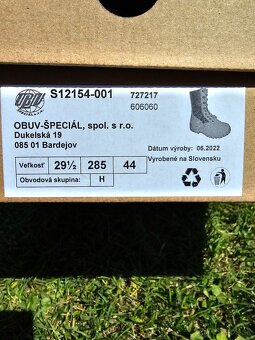 OBUV
S12154-001
727217
606060
OBUV-ŠPECIÁL, spol. s r.o.
Dukelská 19
085 01 Bardejov
Dátum výroby: 06.2022
Vyrobené na Slovensku
Veľkosť 29½ 285 44
Obvodová skupina: H